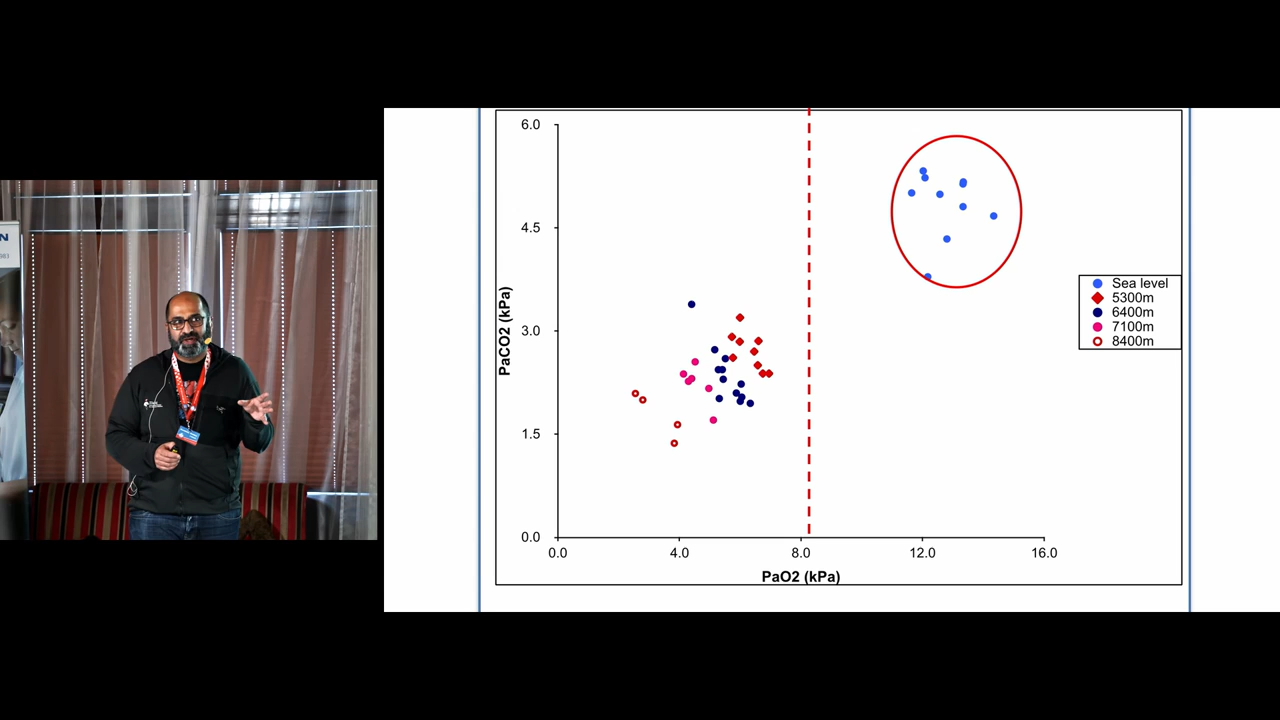 N
6.0
4.5
3.0
1.5
0.0
PaCO2 (kPa)
0.0 4.0 8.0 12.0 16.0
PaO2 (kPa)
Sea level
5300m
6400m
7100m
8400m